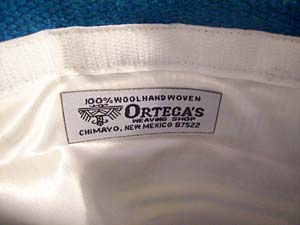 100% WOOL HAND WOVEN
ORTEGA'S
WEAVING SHOP
CHIMAYO, NEW MEXICO 87522